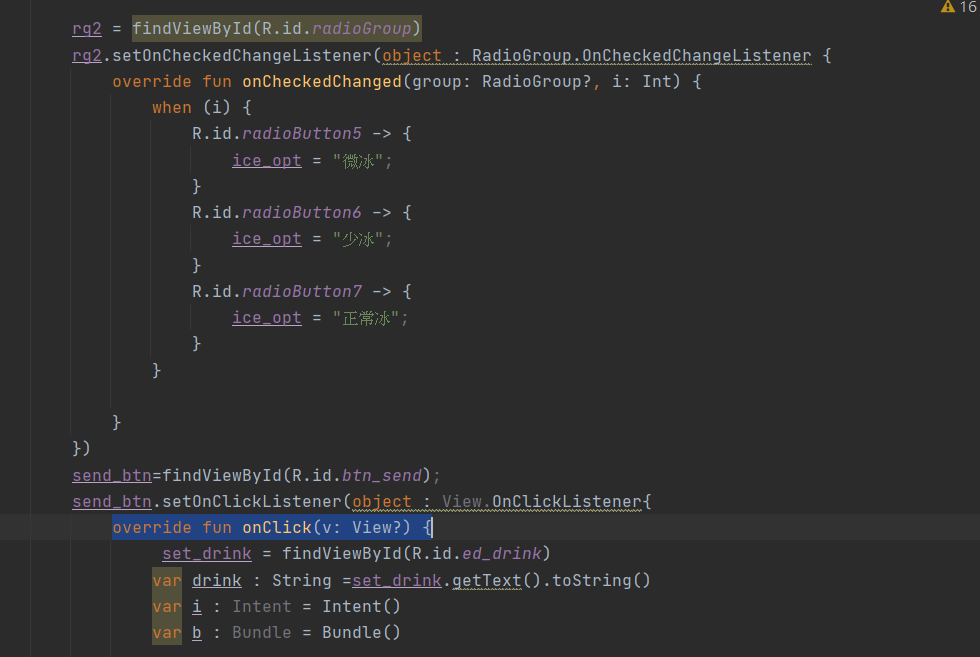 16
rg2 = findViewById(R.id.radioGroup)
rg2.setOnCheckedChangeListener(object : RadioGroup.OnCheckedChangeListener {
override fun onCheckedChanged(group: RadioGroup?, i: Int) {
when (i) {
R.id.radioButton5 -> {
ice_opt = "微冰";
}
R.id.radioButton6 -> {
ice_opt = "少冰";
}
R.id.radioButton7 -> {
ice_opt = "正常冰";
}
}
}
})
send_btn=findViewById(R.id.btn_send);
send_btn.setOnClickListener(object : View.OnClickListener{
override fun onClick(v: View?) {
set_drink = findViewById(R.id.ed_drink)
var drink : String =set_drink.getText().toString()
var i : Intent = Intent()
var b : Bundle = Bundle()